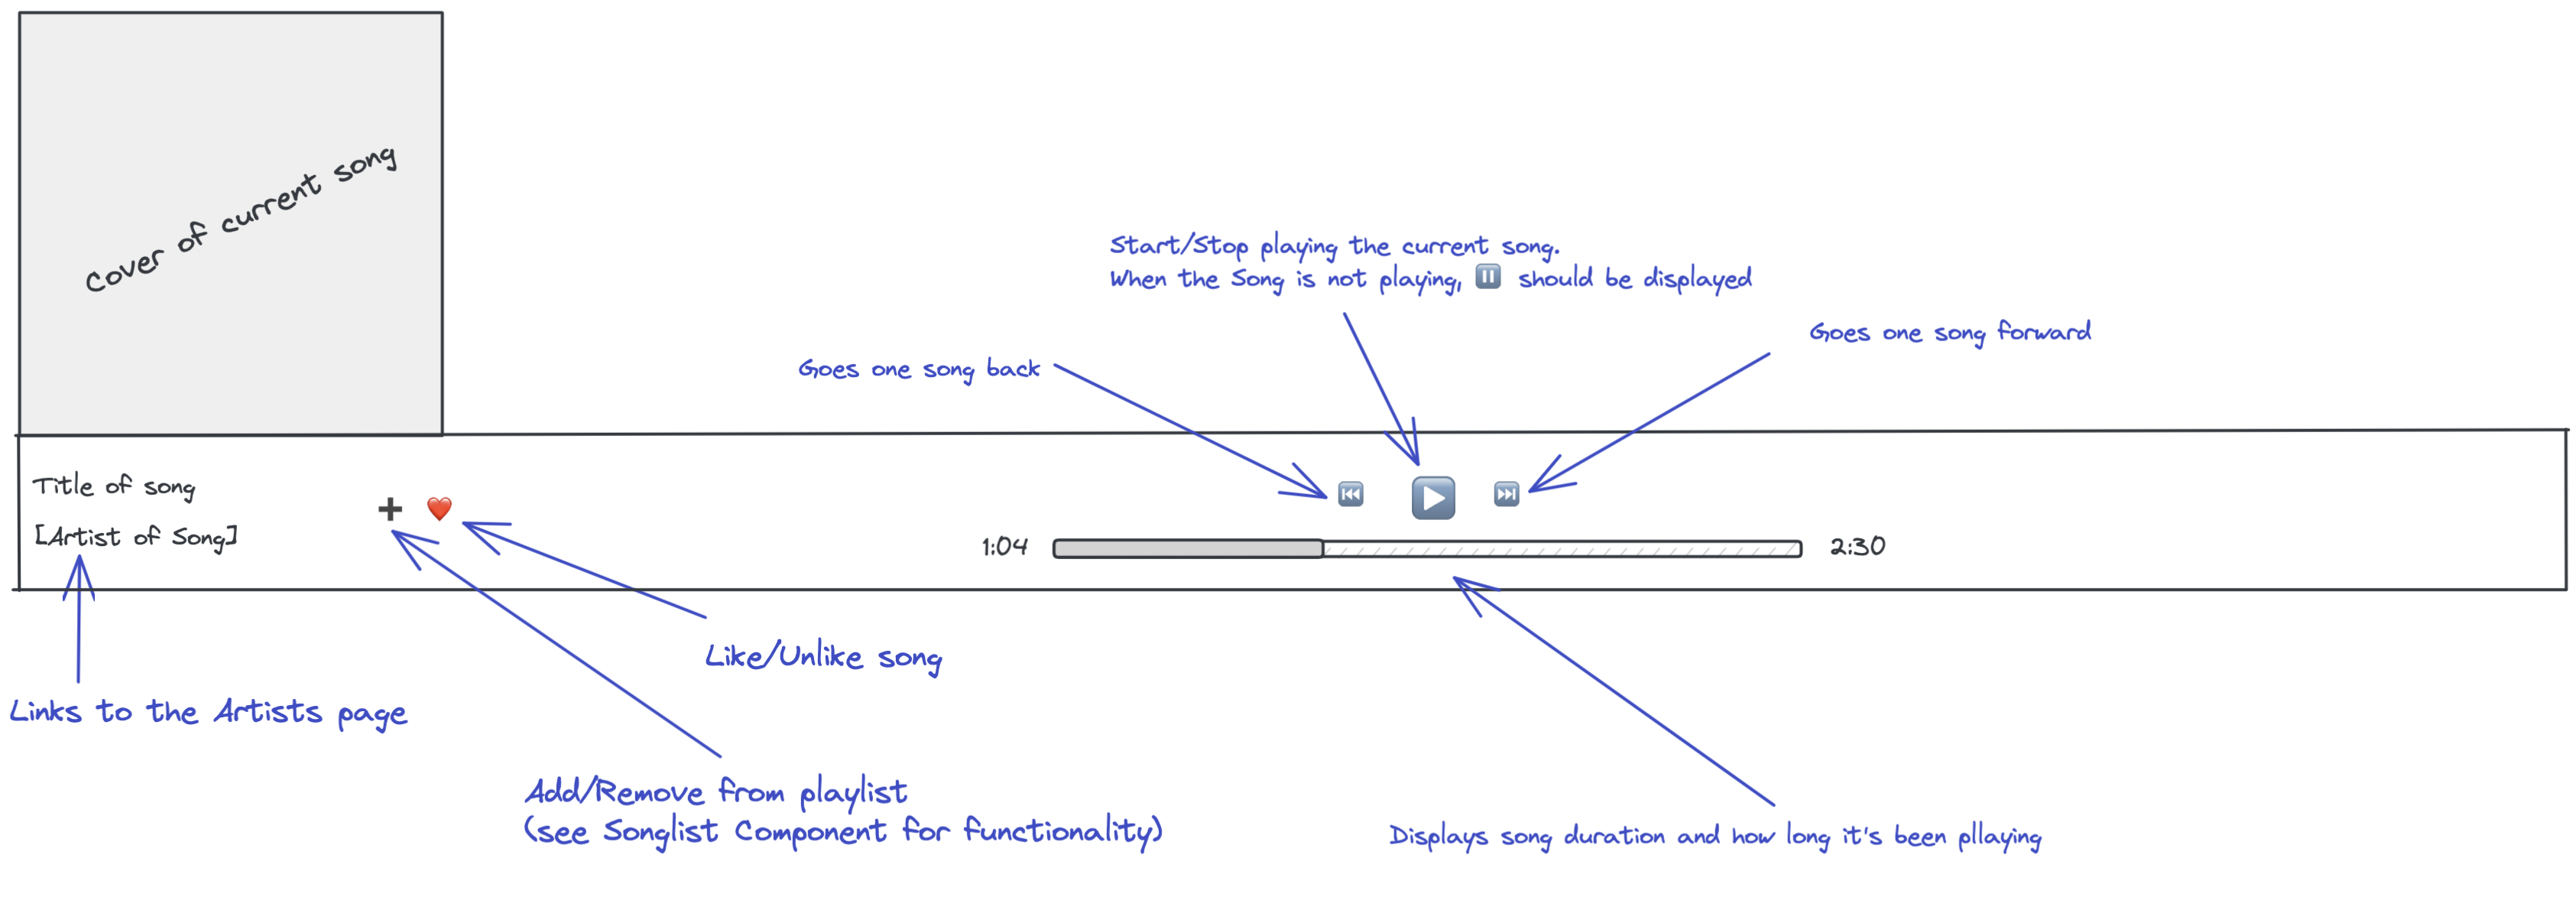 Cover of current song
Start/Stop playing the current song.
When the Song is not playing, ⏸ should be displayed
Goes one song forward
Goes one song back
Title of song
[Artist of Song]
1:04
2:30
Like/Unlike song
Links to the Artists page
Add/Remove from playlist
(see Songlist Component for functionality)
Displays song duration and how long it's been pllaying